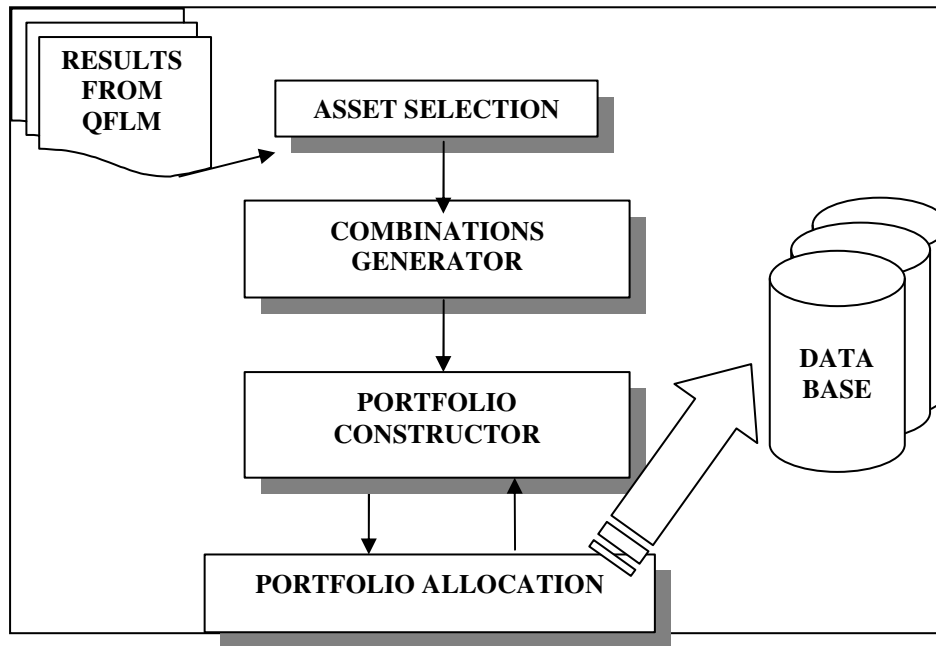 RESULTS
FROM
QFLM
ASSET SELECTION
COMBINATIONS
GENERATOR
PORTFOLIO
CONSTRUCTOR
DATA
BASE
PORTFOLIO ALLOCATION